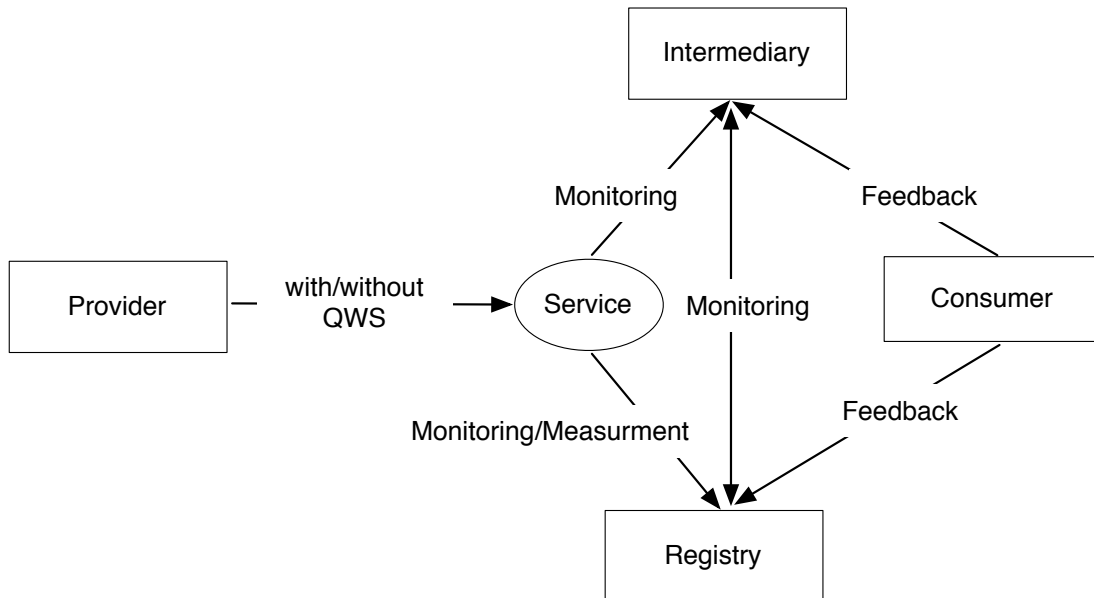 Intermediary
Monitoring
Feedback
Provider
with/without
QWS
Service
Monitoring
Consumer
Monitoring/Measurment
Feedback
Registry